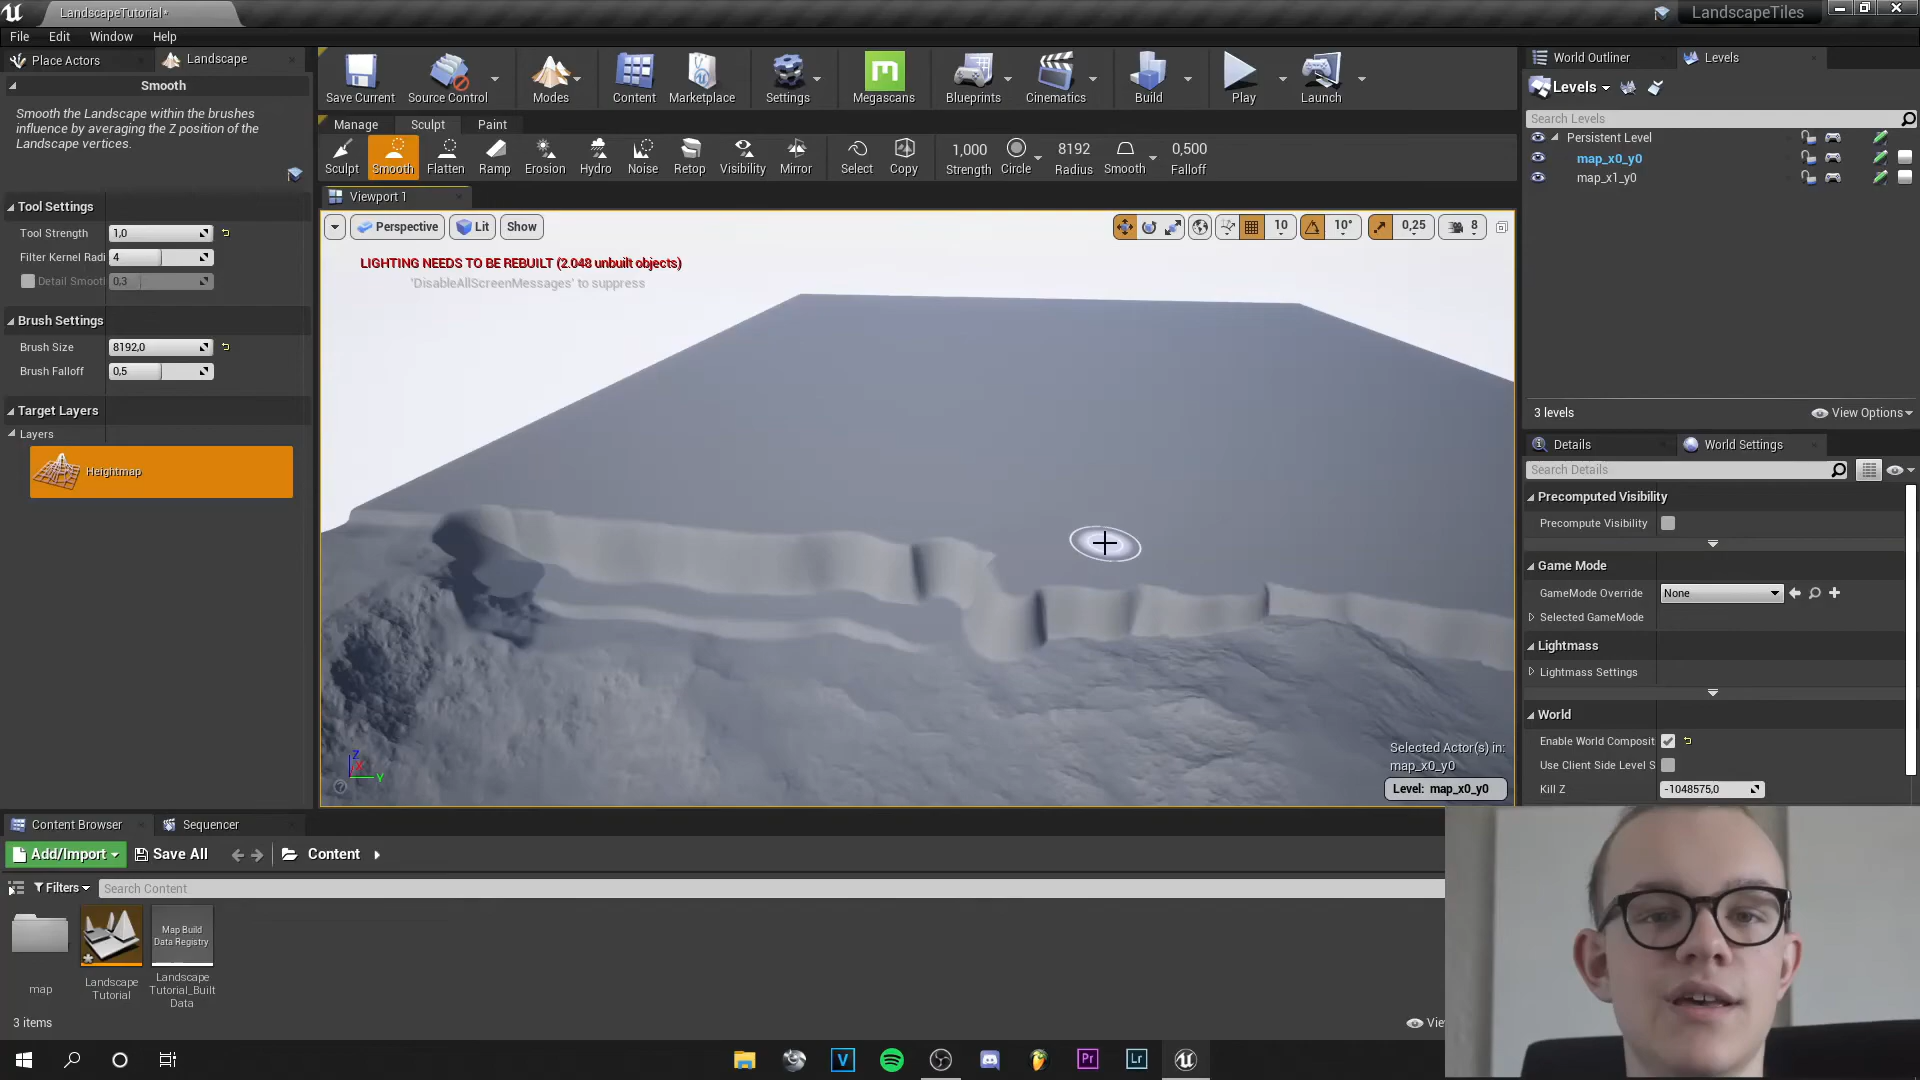 LandscapeTutorial*
LandscapeTiles
File Edit Window Help
Place Actors
Landscape
Smooth
Smooth the Landscape within the brushes
influence by averaging the Z position of the
Landscape vertices.
Tool Settings
Tool Strength 1,0
Filter Kernel Radi 4
Detail Smoot 0,3
Brush Settings
Brush Size 8192,0
Brush Falloff 0,5
Target Layers
Layers
Heightmap
Save Current Source Control Modes Content Marketplace Settings Megascans Blueprints Cinematics Build Play Launch
Manage Sculpt Paint
1,000 8192 0,500
Sculpt Smooth Flatten Ramp Erosion Hydro Noise Retop Visibility Mirror Select Copy Strength Circle Radius Smooth Falloff
Viewport 1
Perspective Lit Show
10 10° 0,25 8
LIGHTING NEEDS TO BE REBUILT (2.048 unbuilt objects)
'DisableAllScreenMessages' to suppress
Z
X
Y
Selected Actor(s) in:
map_x0_y0
Level: map_x0_y0
World Outliner Levels
Levels
Search Levels
Persistent Level
map_x0_y0
map_x1_y0
3 levels
View Options
Details World Settings
Search Details
Precomputed Visibility
Precompute Visibility
Game Mode
GameMode Override None
Selected GameMode
Lightmass
Lightmass Settings
World
Enable World Composit
Use Client Side Level S
Kill Z -1048575,0
Content Browser Sequencer
Add/Import Save All Content
Filters Search Content
map
Landscape
Tutorial
Map Build
Data Registry
Landscape
Tutorial_Built
Data
3 items
Vie
V
Pr
Lr